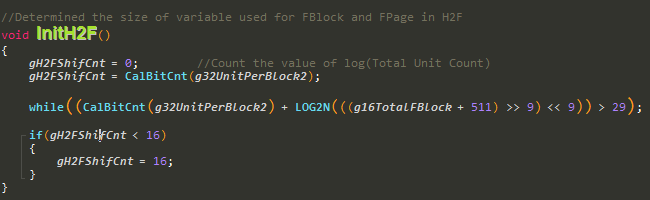 //Determined the size of variable used for FBlock and FPage in H2F
void InitH2F()
{
gH2FShifCnt = 0; //Count the value of log(Total Unit Count)
gH2FShifCnt = CalBitCnt(g32UnitPerBlock2);
while((CalBitCnt(g32UnitPerBlock2) + LOG2N(((g16TotalFBlock + 511) >> 9) << 9)) > 29);
if(gH2FShifCnt < 16)
{
gH2FShifCnt = 16;
}
}